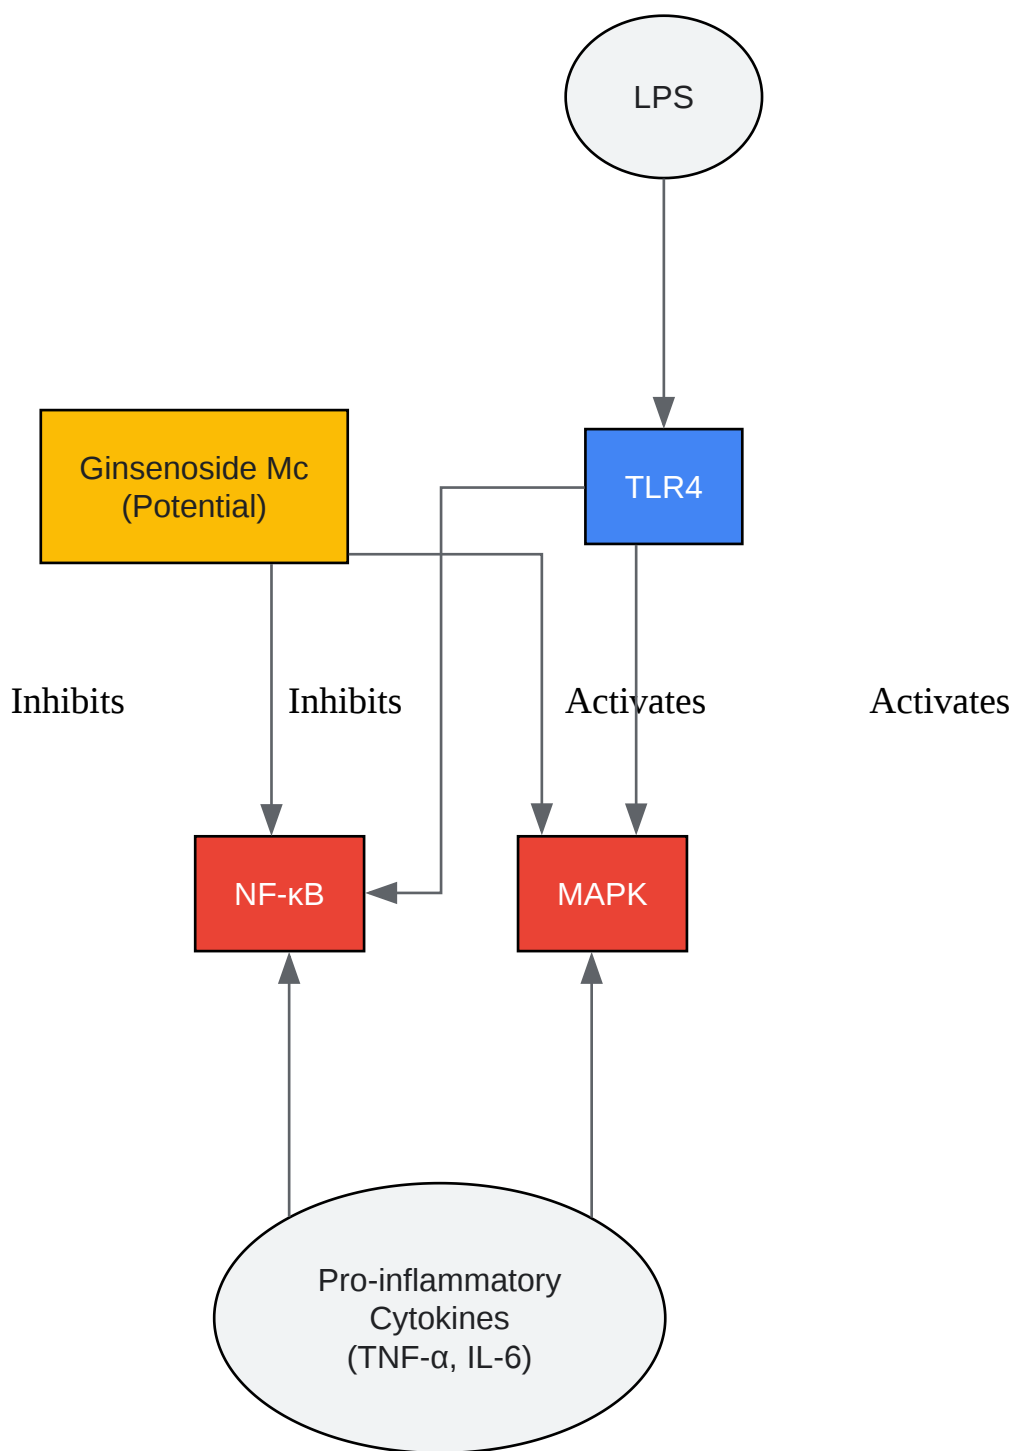 LPS
Ginsenoside Mc
(Potential)
TLR4
Inhibits
Inhibits
Activates
Activates
NF-κB
MAPK
Pro-inflammatory
Cytokines
(TNF-α, IL-6)